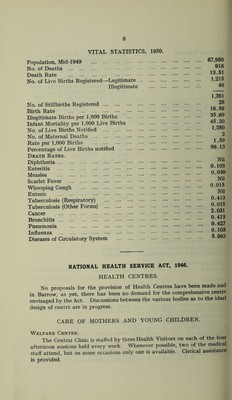 6
VITAL STATISTICS, 1950.
Population, Mid-1949 67,950
No. of Deaths 918
Death Rate 13.51
No. of Live Births Registered—Legitimate 1,215
Illegitimate 46
1,261
No. of Stillbirths Registered 28
Birth Rate 18.56
Illegitimate Births per 1,000 Births
Infant Mortality per 1,000 Live Births 45.20
No. of Live Births Notified 1,250
No. of Maternal Deaths 2
Rate per 1,000 Births
Percentage of Live Births notified 99.13
Death Rates.
Diphtheria Nil
Enteritis 0.103
Measles
Scarlet Fever Nil
Whooping Cough 0.015
Enteric Nil
Tuberculosis (Respiratory) 0.413
Tuberculosis (Other Forms) 0.015
Cancer 2.031
Bronchitis 0.413
Pneumonia 0.427
Influenza 0.103
Diseases of Circulatory System 5.063
NATIONAL HEALTH SERVICE ACT, 1946.
HEALTH CENTRES.
No proposals for the provision of Health Centres have been made and
in Barrow, as yet, there has been no demand for the comprehensive centre
envisaged by the Act. Discussions between the various bodies as to the ideal
design of centre are in progress.
CARE OF MOTHERS AND YOUNG CHILDREN.
Welfare Centre.
The Central Clinic is staffed by three Health Visitors on each of the four
afternoon sessions held every week. Whenever possible, two of the medical
staff attend, but on some occasions only one is available. Clerical assistance
is provided.